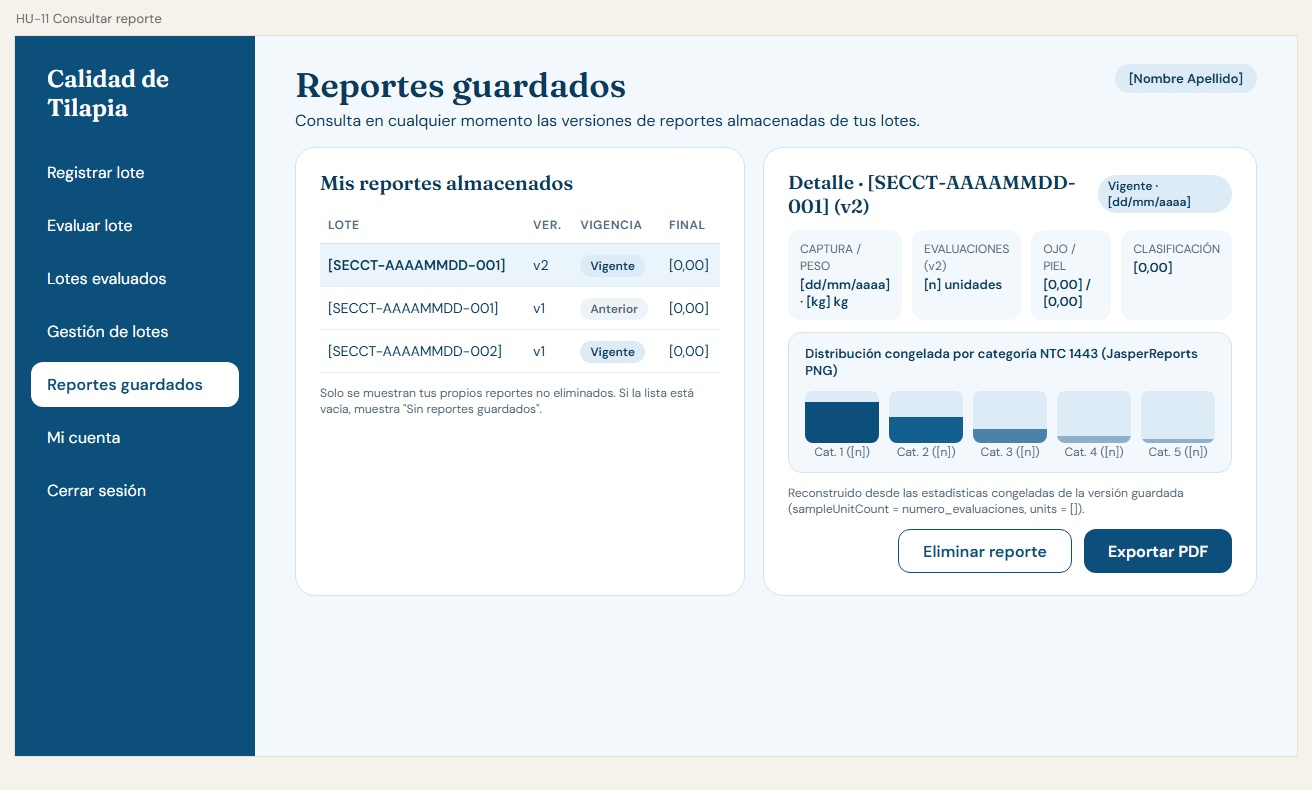 HU-11 Consultar reporte
Calidad de
Tilapia
Registrar lote
Evaluar lote
Lotes evaluados
Gestión de lotes
Reportes guardados
Mi cuenta
Cerrar sesión
Reportes guardados
[Nombre Apellido]
Consulta en cualquier momento las versiones de reportes almacenadas de tus lotes.
Mis reportes almacenados
LOTE VER. VIGENCIA FINAL
[SECCT-AAAAMMDD-001] v2 Vigente [0,00]
[SECCT-AAAAMMDD-001] v1 Anterior [0,00]
[SECCT-AAAAMMDD-002] v1 Vigente [0,00]
Solo se muestran tus propios reportes no eliminados. Si la lista está
vacía, muestra "Sin reportes guardados".
Detalle · [SECCT-AAAAMMDD-
001] (v2)
Vigente ·
[dd/mm/aaaa]
CAPTURA /
PESO
[dd/mm/aaaa]
· [kg] kg
EVALUACIONES
(v2)
[n] unidades
OJO /
PIEL
[0,00] /
[0,00]
CLASIFICACIÓN
[0,00]
Distribución congelada por categoría NTC 1443 (JasperReports
PNG)
Cat. 1 ([n]) Cat. 2 ([n]) Cat. 3 ([n]) Cat. 4 ([n]) Cat. 5 ([n])
Reconstruido desde las estadísticas congeladas de la versión guardada
(sampleUnitCount = numero_evaluaciones, units = []).
Eliminar reporte
Exportar PDF